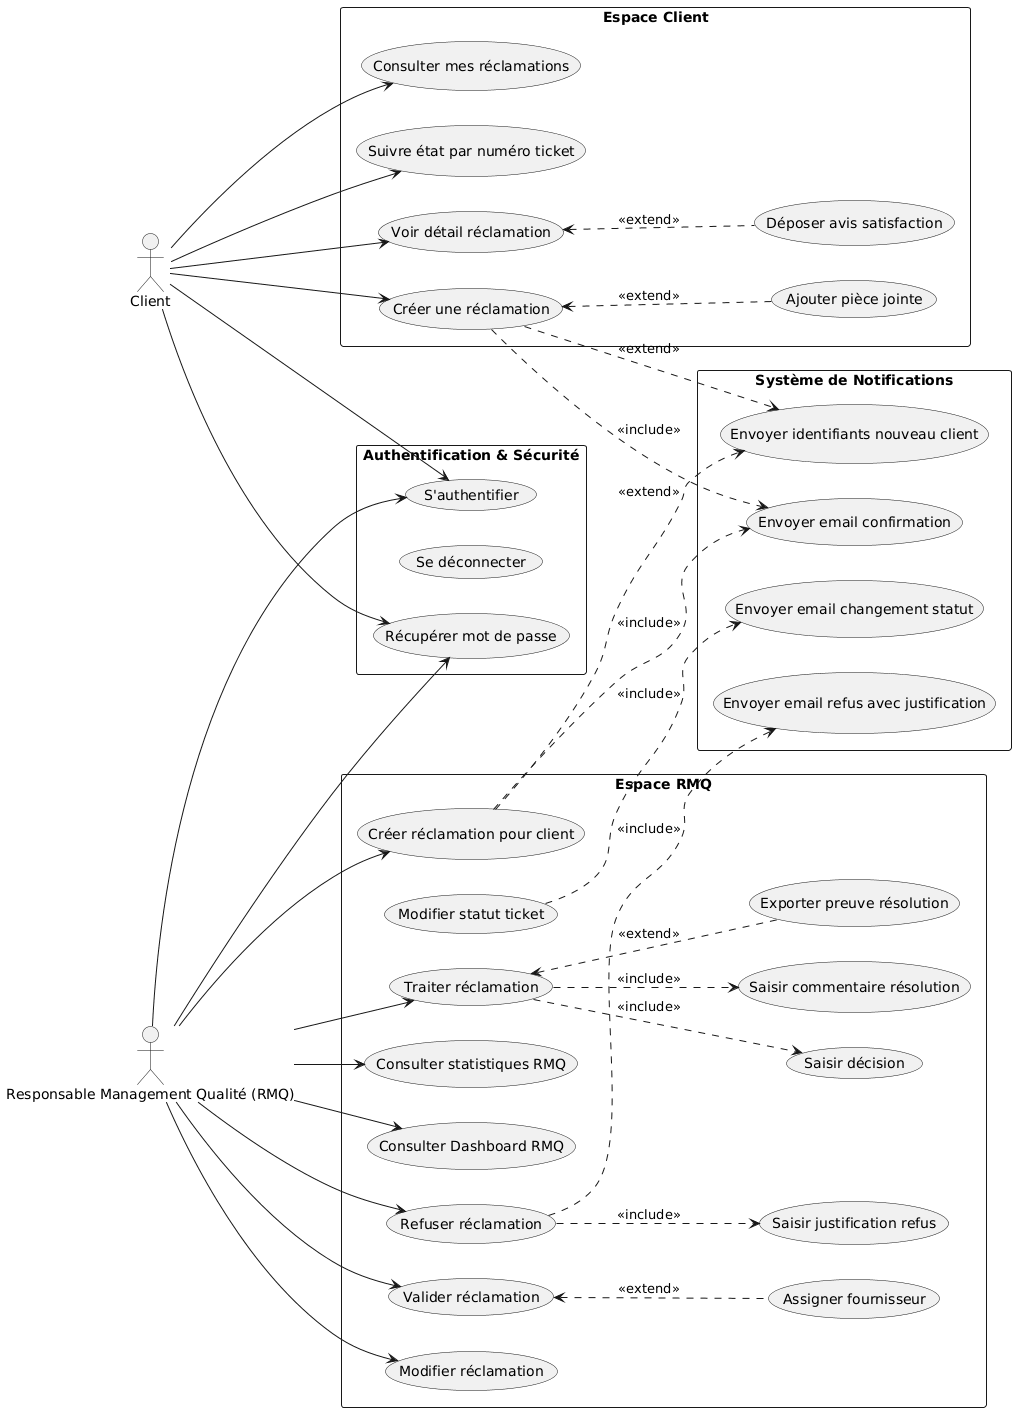 Espace Client
Consulter mes réclamations
Suivre état par numéro ticket
Voir détail réclamation
«extend»
Déposer avis satisfaction
Client
Créer une réclamation
«extend»
Ajouter pièce jointe
«extend»
Système de Notifications
«include»
Envoyer identifiants nouveau client
Authentification & Sécurité
S'authentifier
«extend»
Envoyer email confirmation
Se déconnecter
Récupérer mot de passe
«include»
Envoyer email changement statut
«include»
Envoyer email refus avec justification
Espace RMQ
Créer réclamation pour client
«include»
Modifier statut ticket
Exporter preuve résolution
«extend»
Traiter réclamation
«include»
Saisir commentaire résolution
«include»
Consulter statistiques RMQ
Saisir décision
Responsable Management Qualité (RMQ)
Consulter Dashboard RMQ
Refuser réclamation
«include»
Saisir justification refus
Valider réclamation
«extend»
Assigner fournisseur
Modifier réclamation